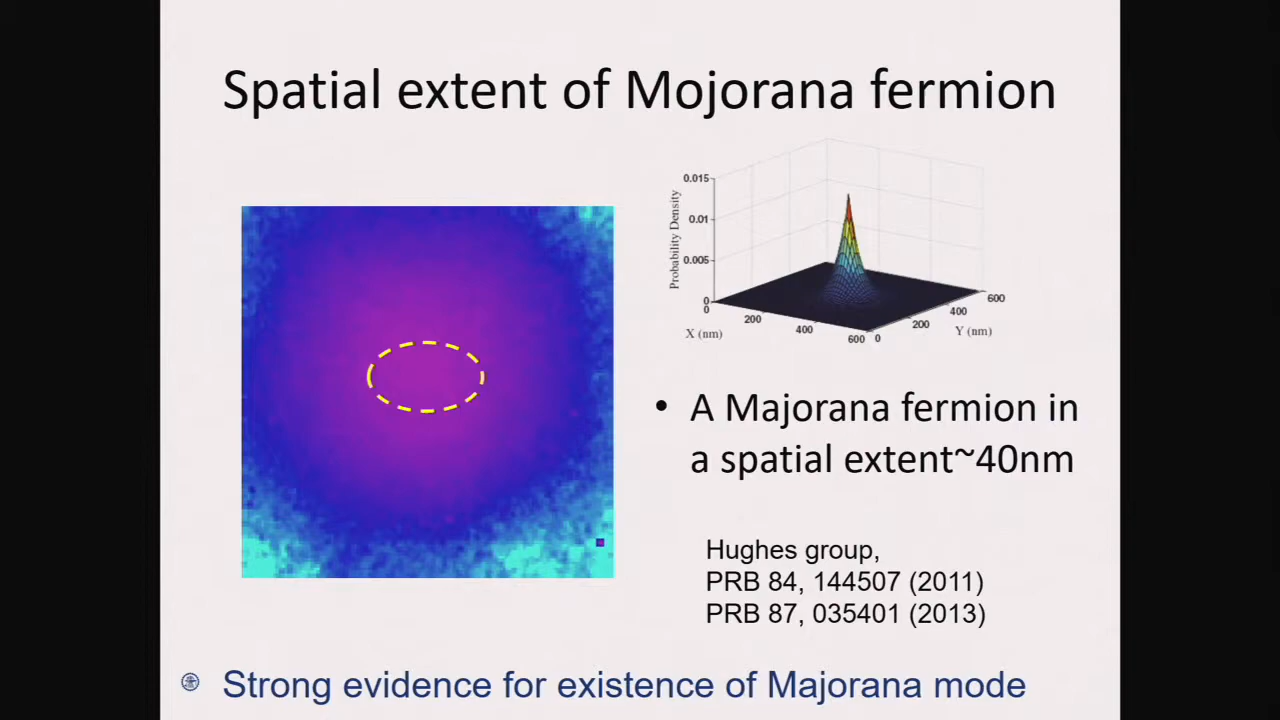 Spatial extent of Mojorana fermion
0.015
0.01
0.005
0
Probability Density
0
200
400
600
X (nm)
0
200
400
600
Y (nm)
• A Majorana fermion in
a spatial extent~40nm
Hughes group,
PRB 84, 144507 (2011)
PRB 87, 035401 (2013)
Strong evidence for existence of Majorana mode